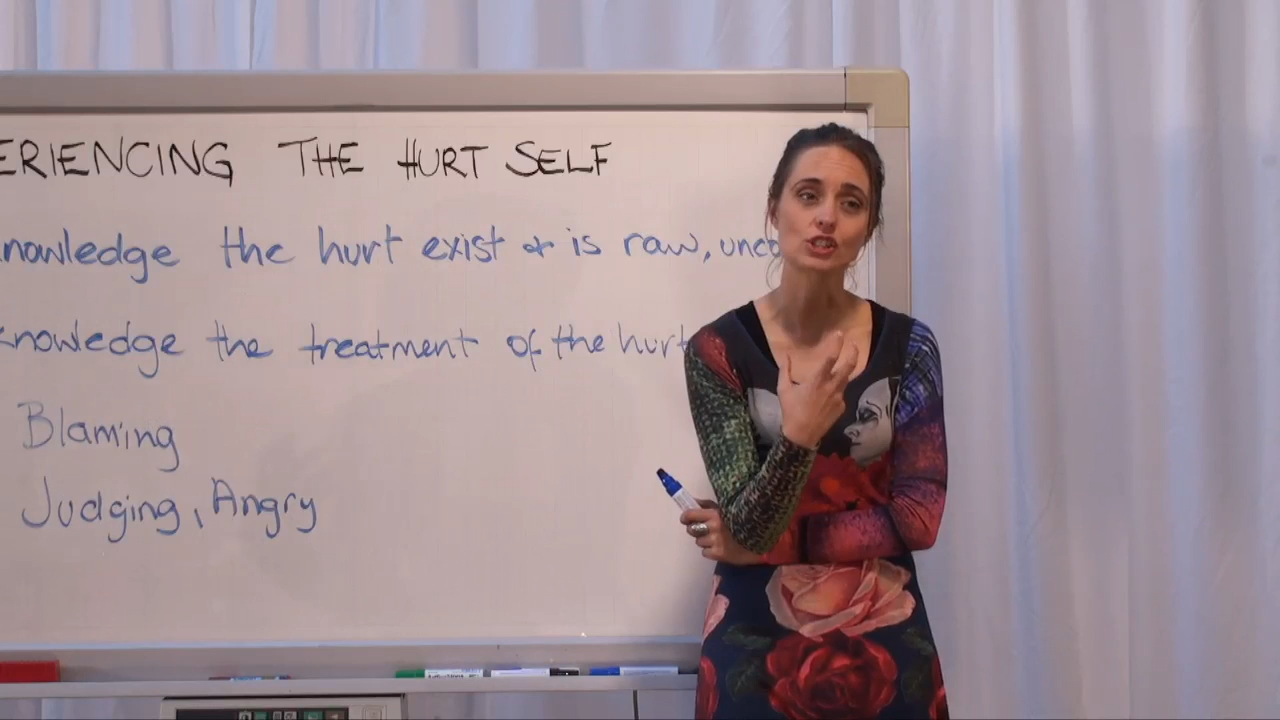 ERIENCING THE HURT SELF
nowledge the hurt exist or is raw, unco
knowledge the treatment of the hurt
Blaming
Judging, Angry